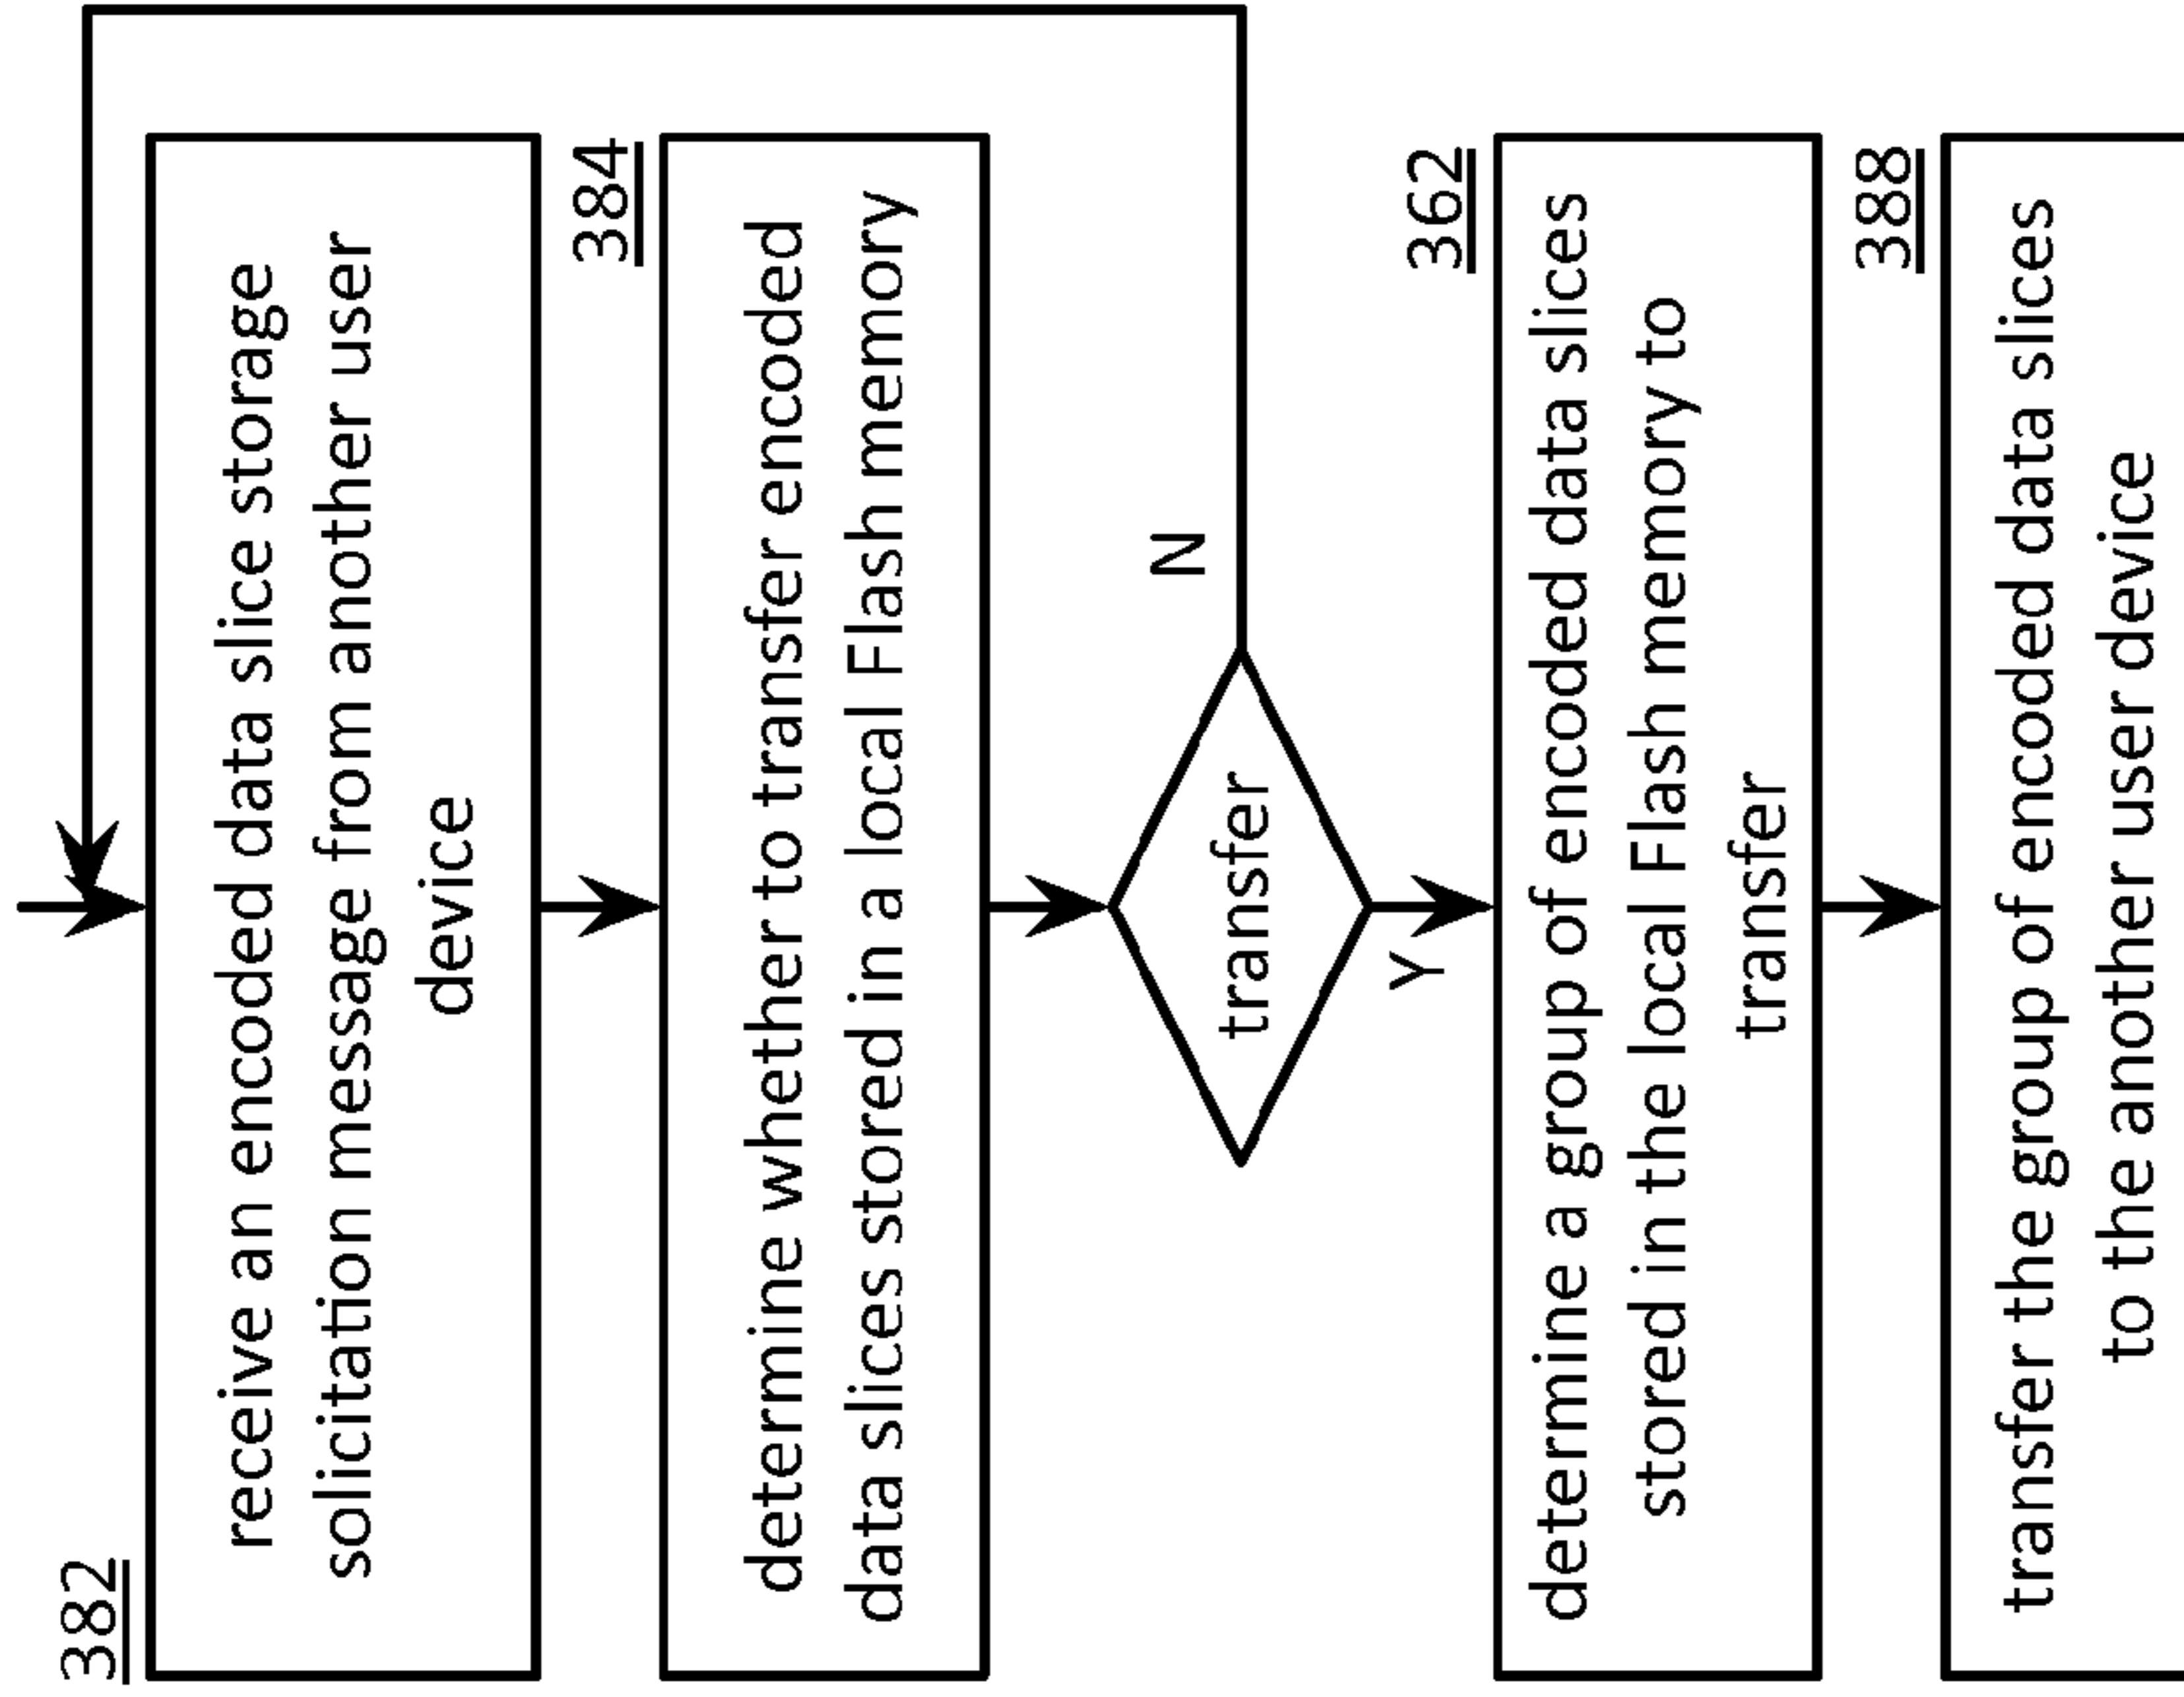 382
receive an encoded data slice storage
solicitation message from another user
device
384
determine whether to transfer encoded
data slices stored in a local Flash memory
transfer
N
Y
362
determine a group of encoded data slices
stored in the local Flash memory to
transfer
388
transfer the group of encoded data slices
to the another user device